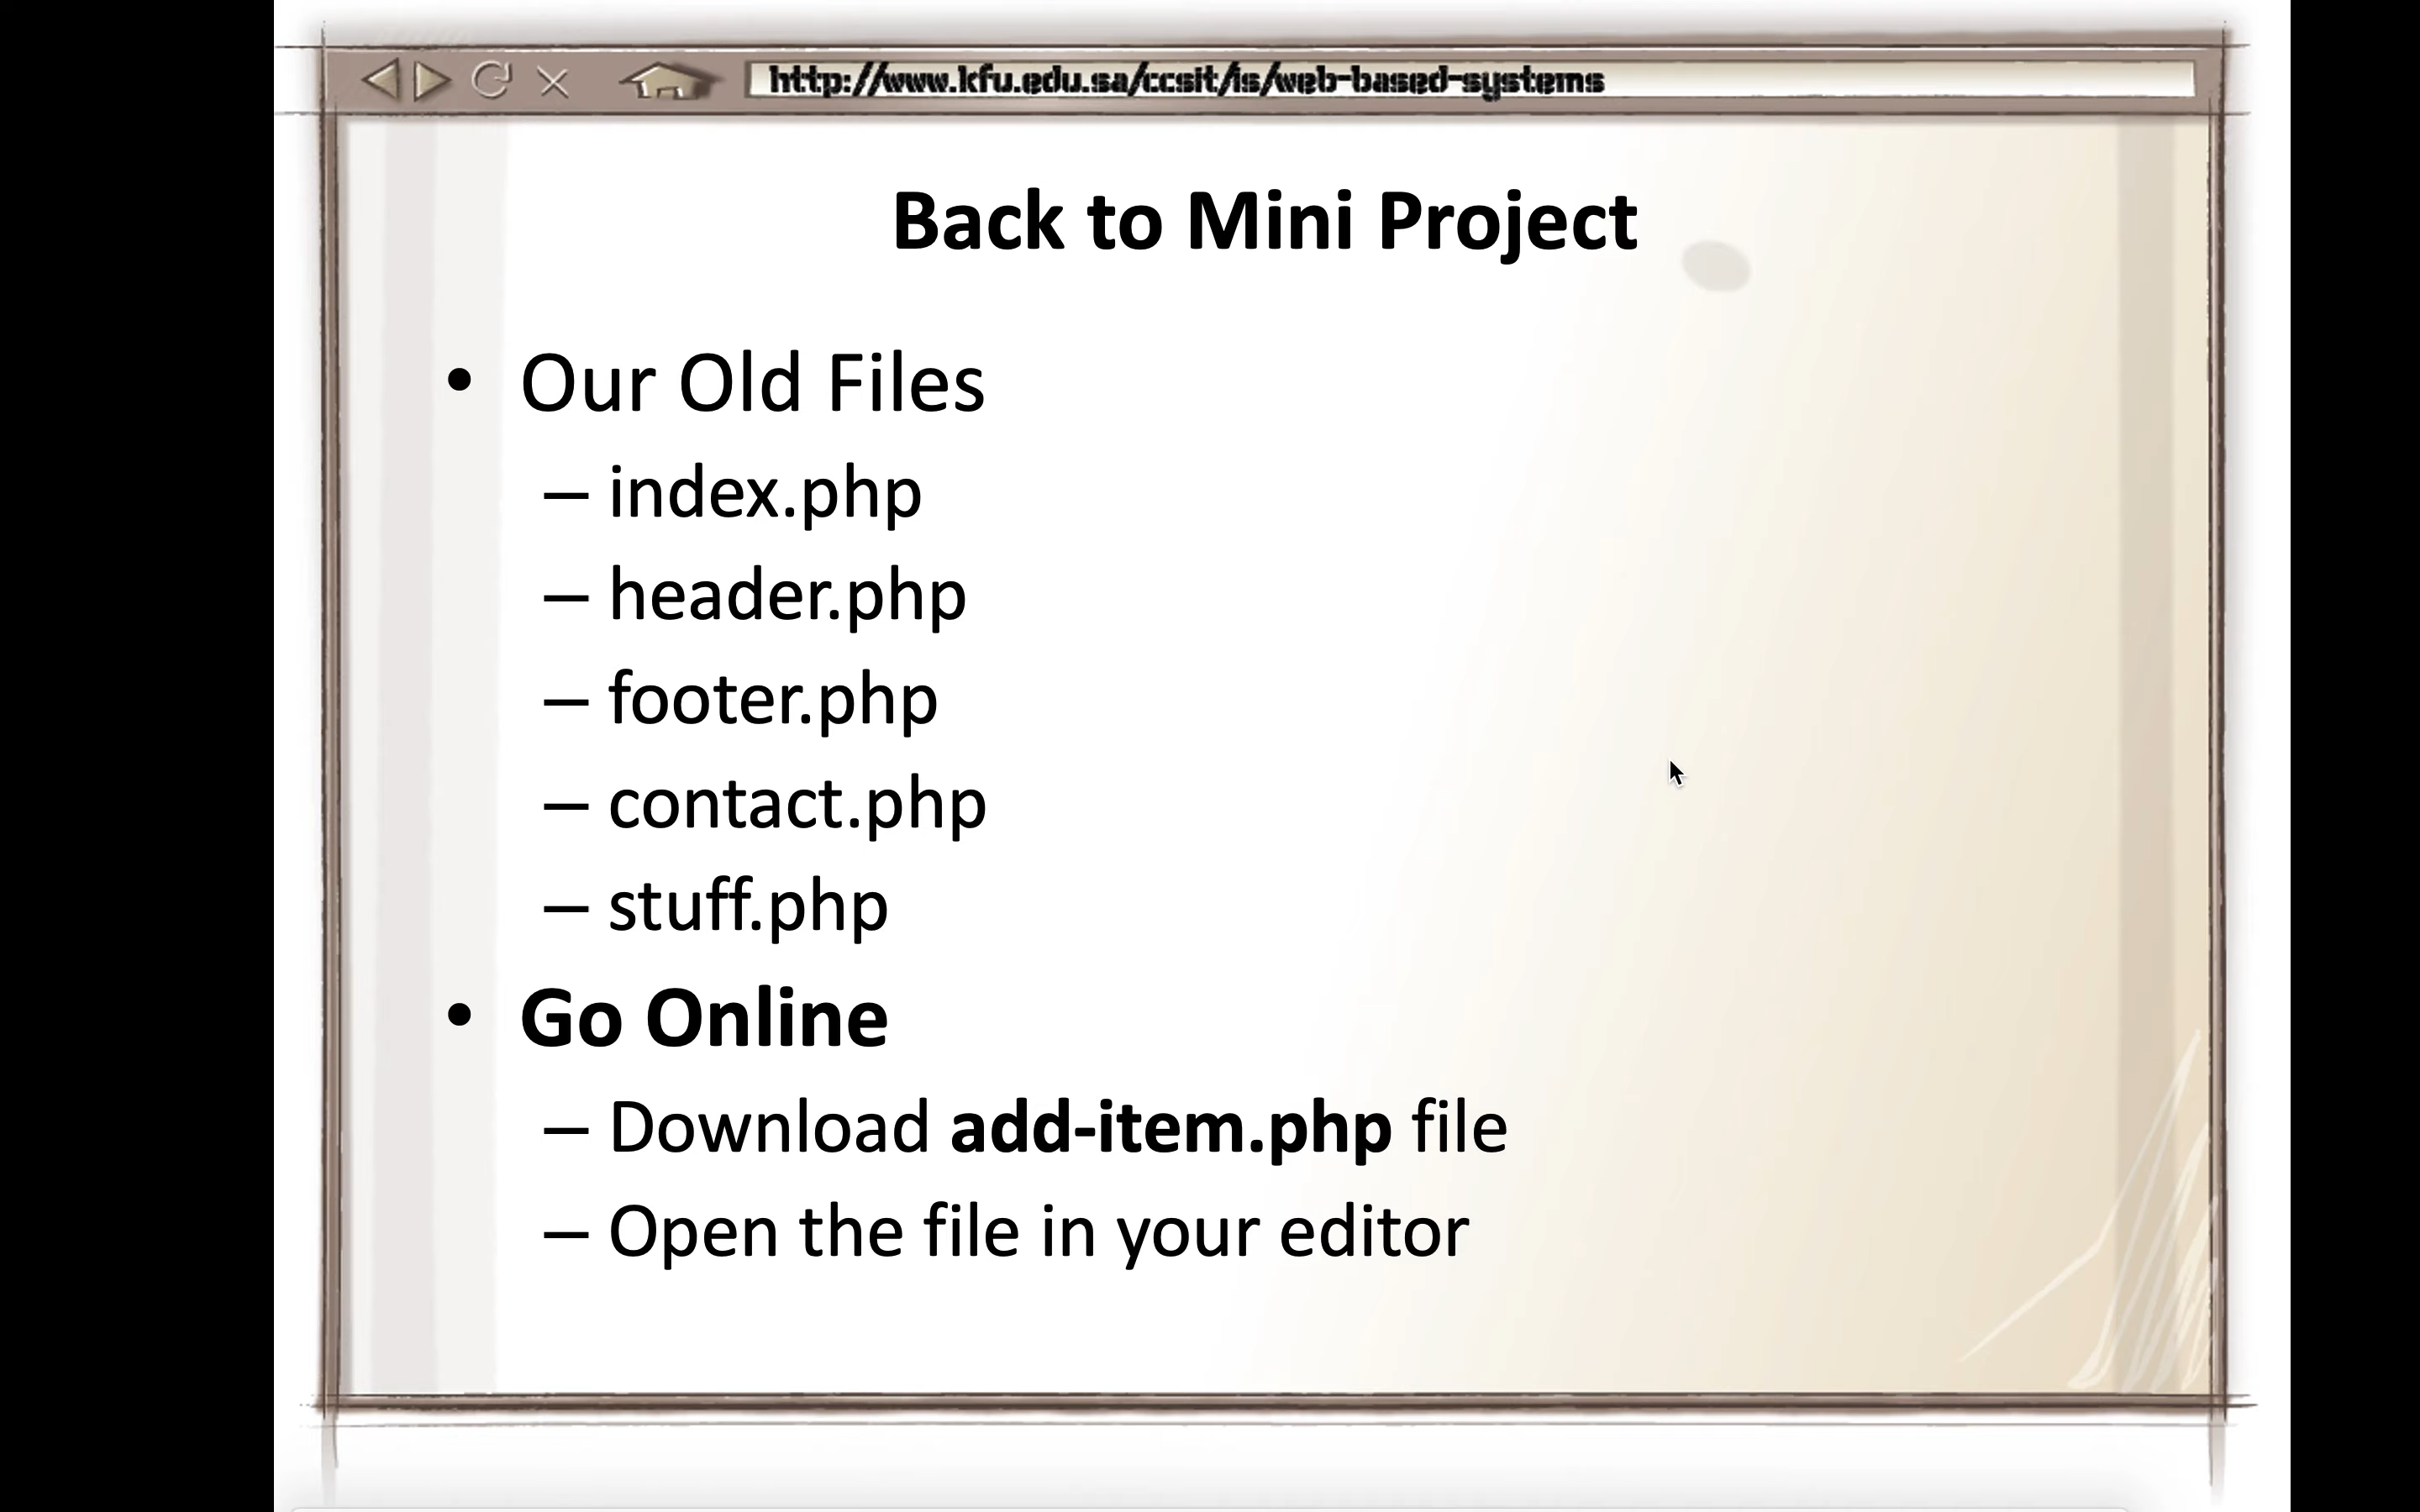 http://www.kfu.edu.sa/ccsit/is/web-based-systems
Back to Mini Project
• Our Old Files
– index.php
– header.php
– footer.php
– contact.php
– stuff.php
• Go Online
– Download add-item.php file
– Open the file in your editor